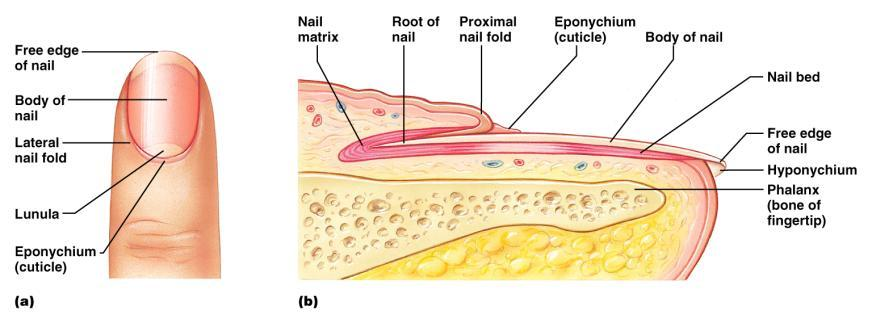 Free edge
of nail
Body of
nail
Lateral
nail fold
Lunula
Eponychium
(cuticle)
(a)
Nail
matrix
Root of
nail
Proximal
nail fold
Eponychium
(cuticle)
Body of nail
Nail bed
Free edge
of nail
Hyponychium
Phalanx
(bone of
fingertip)
(b)